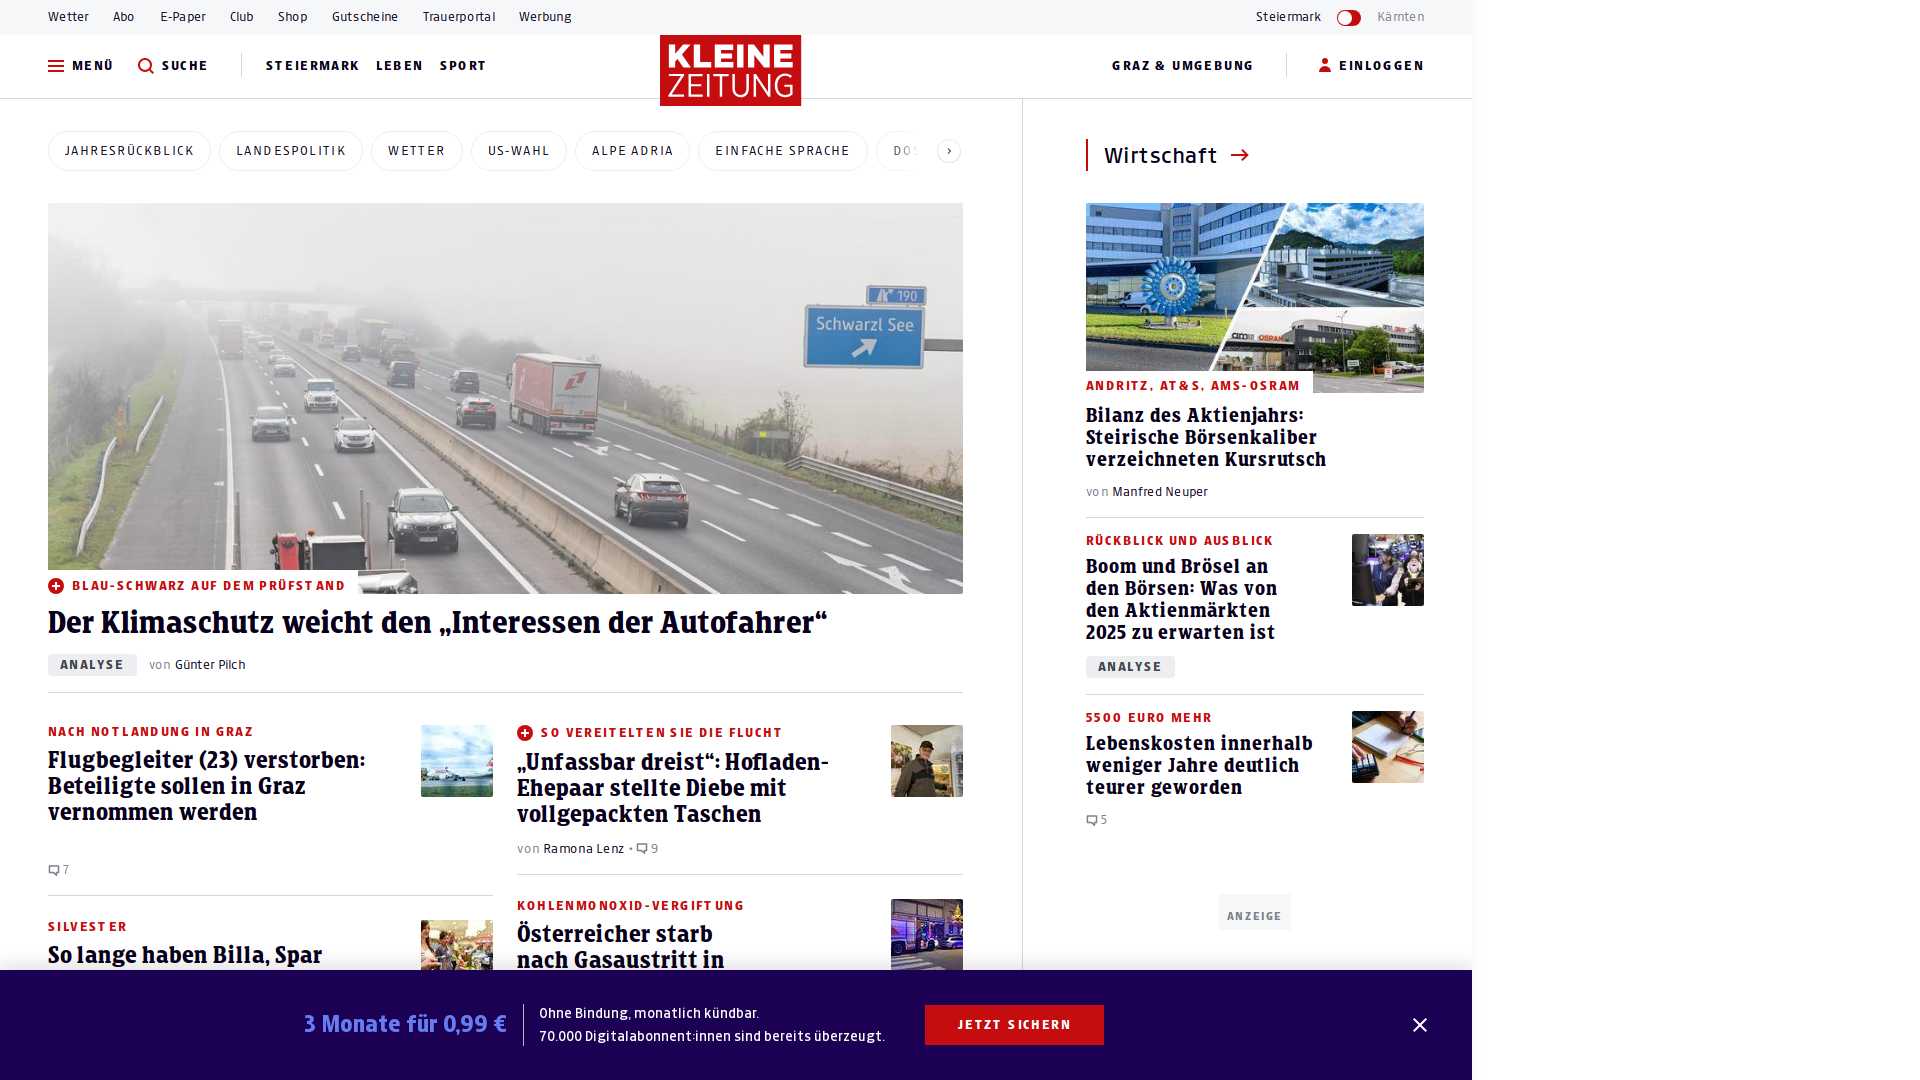 Wetter Abo E-Paper Club Shop Gutscheine Trauerportal Werbung Steiermark Kärnten
MENÜ SUCHE STEIERMARK LEBEN SPORT
KLEINE
ZEITUNG
GRAZ & UMGEBUNG EINLOGGEN
JAHRESRÜCKBLICK LANDESPOLITIK WETTER US-WAHL ALPE ADRIA EINFACHE SPRACHE
190
Schwarzl See
BLAU-SCHWARZ AUF DEM PRÜFSTAND
Der Klimaschutz weicht den „Interessen der Autofahrer“
ANALYSE von Günter Pilch
NACH NOTLANDUNG IN GRAZ
Flugbegleiter (23) verstorben:
Beteiligte sollen in Graz
vernommen werden
7
SILVESTER
So lange haben Billa, Spar
SO VEREITELTEN SIE DIE FLUCHT
„Unfassbar dreist“: Hofladen-
Ehepaar stellte Diebe mit
vollgepackten Taschen
von Ramona Lenz • 9
KOHLENMONOXID-VERGIFTUNG
Österreicher starb
nach Gasaustritt in
Wirtschaft
OSRAM
ANDRITZ, AT&S, AMS-OSRAM
Bilanz des Aktienjahrs:
Steirische Börsenkaliber
verzeichneten Kursrutsch
von Manfred Neuper
RÜCKBLICK UND AUSBLICK
Boom und Brösel an
den Börsen: Was von
den Aktienmärkten
2025 zu erwarten ist
ANALYSE
5500 EURO MEHR
Lebenskosten innerhalb
weniger Jahre deutlich
teurer geworden
5
ANZEIGE
3 Monate für 0,99 €
Ohne Bindung, monatlich kündbar.
70.000 Digitalabonnent:innen sind bereits überzeugt.
JETZT SICHERN